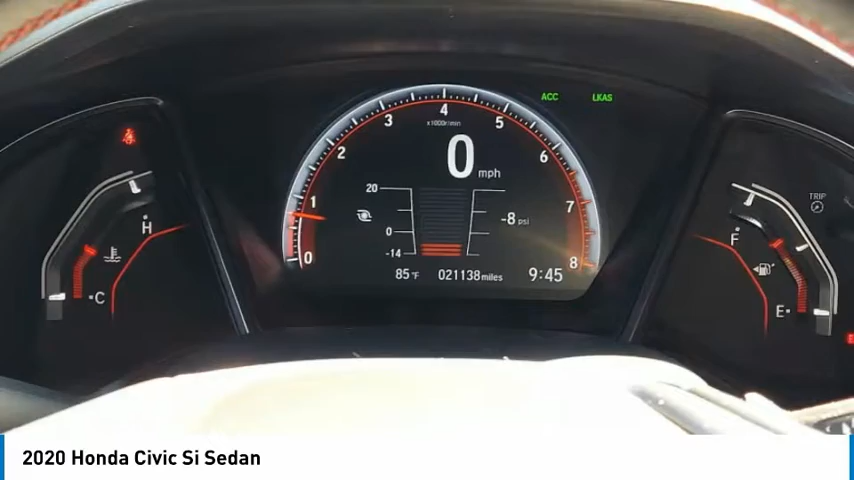 ACC LKAS
4
3 5
x1000r/min
2 6
0 mph
20
1 7
-8 psi
0
-14
0 8
85°F 021138 miles 9:45
H
C
TRIP
F
E
2020 Honda Civic Si Sedan